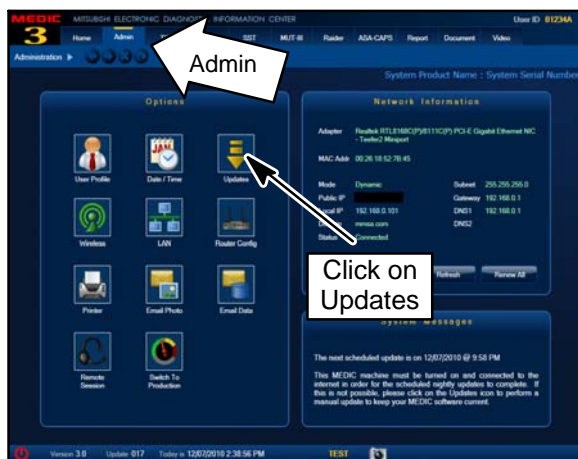 MEDIC MITSUBISHI ELECTRONIC DIAGNOSTIC INFORMATION CENTER User ID 01234A
3 Home Admin SST MUT-III Raider ASA-CAPS Report Document Video
Administration
Admin
System Product Name : System Serial Number
Options
User Profile Date / Time Updates
Wireless LAN Router Config
Printer Email Photo Email Data
Remote Session Switch To Production
Click on
Updates
Network Information
Adapter Realtek RTL8168C(P)/8111C(P) PCI-E Gigabit Ethernet NIC
- Teefer2 Miniport
MAC Addr 00:26:18:52:7B:45
Mode Dynamic Subnet 255.255.255.0
Public IP Gateway 192.168.0.1
Local IP 192.168.0.101 DNS1 192.168.0.1
mmsa.com DNS2
Status Connected
Refresh Renew All
System Messages
The next scheduled update is on 12/07/2010 @ 9:58 PM
This MEDIC machine must be turned on and connected to the
internet in order for the scheduled nightly updates to complete. If
this is not possible, please click on the Updates icon to perform a
manual update to keep your MEDIC software current.
Version 3.0 Update 017 Today is 12/07/2010 2:38:56 PM TEST